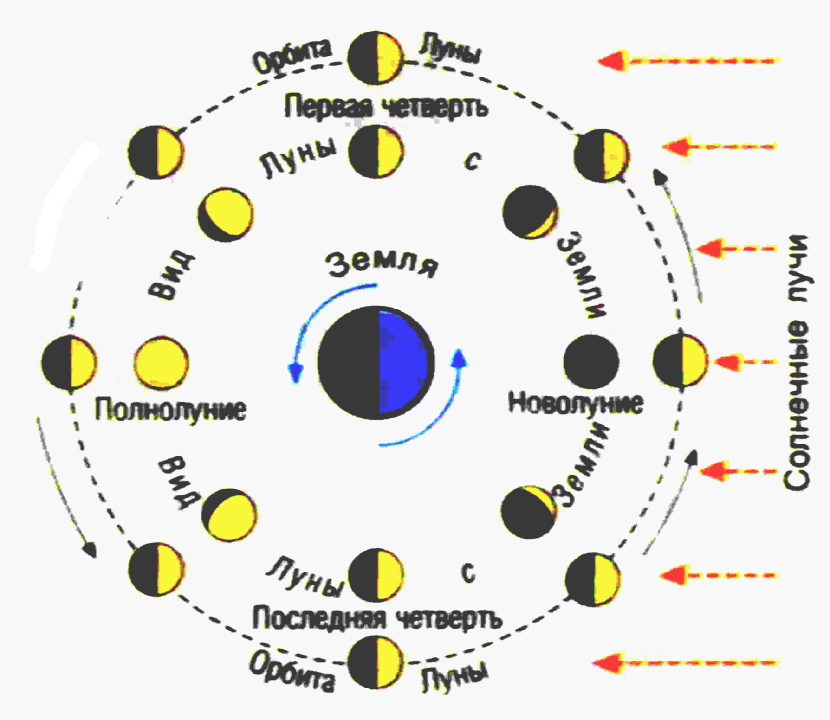 Орбита Луны
Первая четверть
Вид Луны с Земли
Земля
Солнечные лучи
Полнолуние
Новолуние
Вид Луны с Земли
Последняя четверть
Орбита Луны